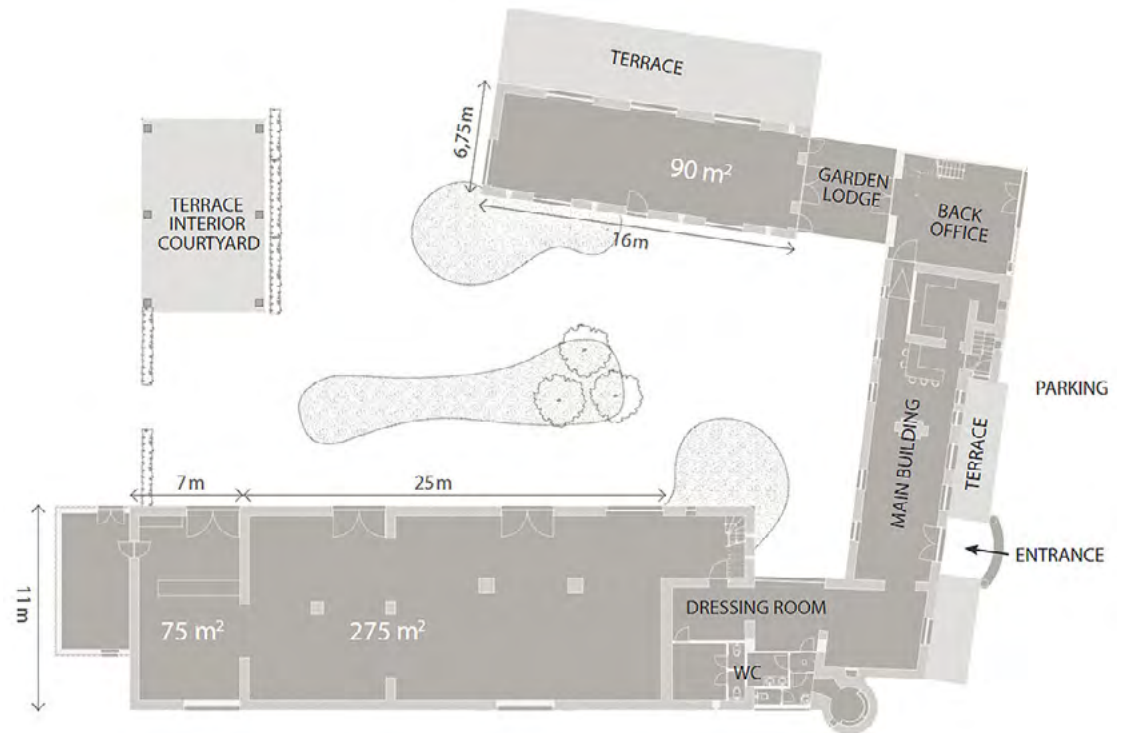 TERRACE
6,75m
90 m²
16m
GARDEN
LODGE
BACK
OFFICE
TERRACE
INTERIOR
COURTYARD
PARKING
MAIN BUILDING
TERRACE
ENTRANCE
7m
25m
11m
75 m²
275 m²
DRESSING ROOM
WC